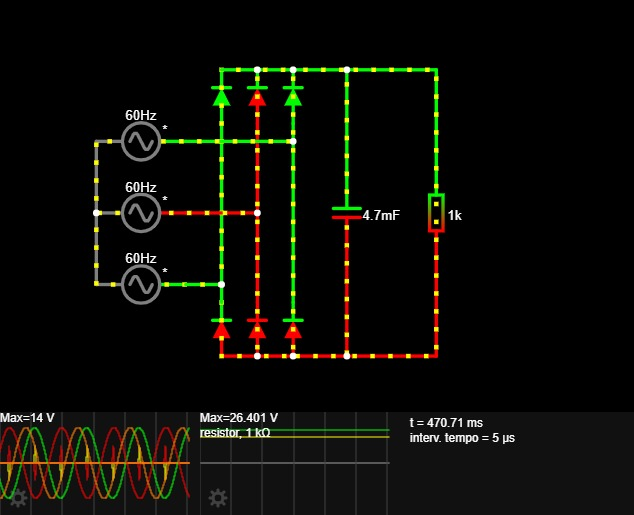 60Hz
*
60Hz
*
60Hz
*
4.7mF
1k
Max=14 V
Max=26.401 V
resistor, 1 kΩ
t = 470.71 ms
interv. tempo = 5 µs